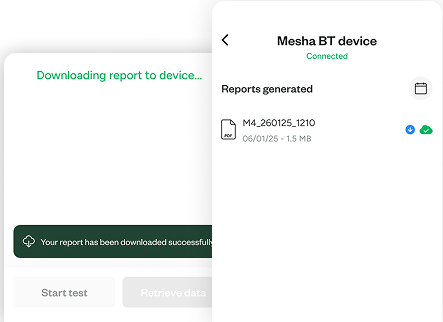 Downloading report to device...
Your report has been downloaded successfully
Start test
Retrieve data
Mesha BT device
Connected
Reports generated
PDF
M4_260125_1210
06/01/25 - 1.5 MB